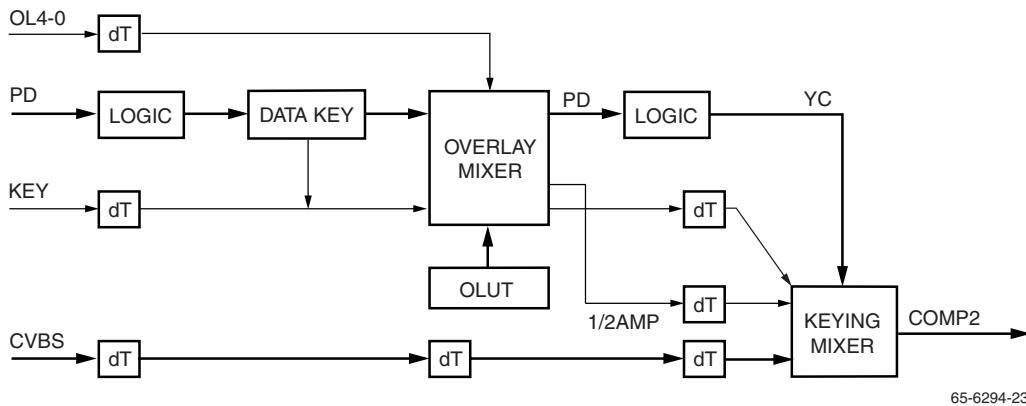 OL4-0
dT
PD
LOGIC
DATA KEY
OVERLAY
MIXER
PD
LOGIC
YC
KEY
dT
dT
OLUT
1/2AMP
dT
KEYING
MIXER
COMP2
CVBS
dT
dT
dT
65-6294-23